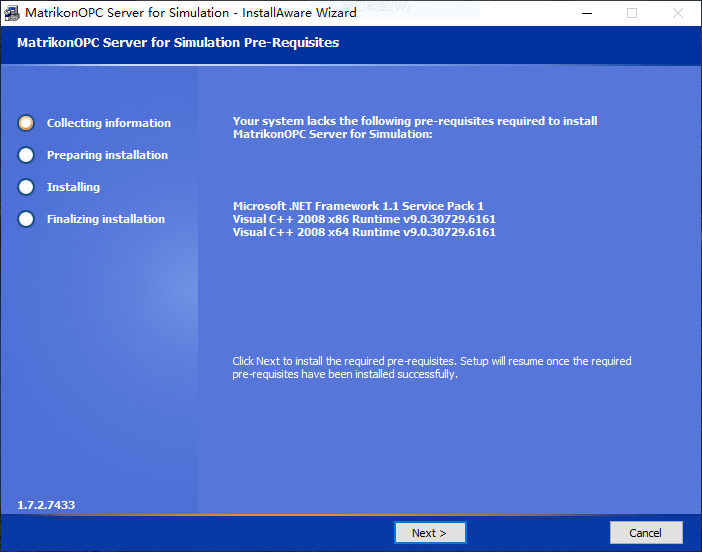 MatrikonOPC Server for Simulation - InstallAware Wizard
MatrikonOPC Server for Simulation Pre-Requisites
Collecting information
Preparing installation
Installing
Finalizing installation
Your system lacks the following pre-requisites required to install
MatrikonOPC Server for Simulation:
Microsoft .NET Framework 1.1 Service Pack 1
Visual C++ 2008 x86 Runtime v9.0.30729.6161
Visual C++ 2008 x64 Runtime v9.0.30729.6161
Click Next to install the required pre-requisites. Setup will resume once the required
pre-requisites have been installed successfully.
1.7.2.7433
Next >
Cancel